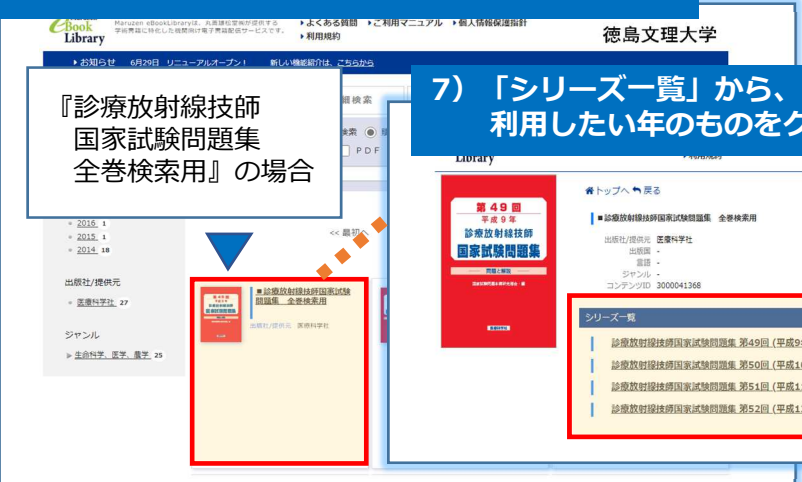 eBook Library
Maruzen eBookLibraryは、丸善雄松堂㈱が提供する
学術書籍に特化した機関向け電子書籍配信サービスです。
▸よくある質問 ▸ご利用マニュアル ▸個人情報保護指針
▸利用規約
徳島文理大学
▸お知らせ 6月29日 リニューアルオープン! 新しい機能紹介は、こちらから
『診療放射線技師
国家試験問題集
全巻検索用』の場合
細検索
検索
PDF
7）「シリーズ一覧」から、
利用したい年のものをク
Library
2016 1
2015 1
2014 18
<< 最初へ
出版社/提供元
医療科学社 27
ジャンル
生命科学、医学、農学 25
■診療放射線技師国家試験
問題集 全巻検索用
出版社/提供元 医療科学社
トップへ 戻る
第49回
平成9年
診療放射線技師
国家試験問題集
問題と解説
医療科学社
■診療放射線技師国家試験問題集 全巻検索用
出版社/提供元 医療科学社
出版国 -
言語 -
ジャンル -
コンテンツID 3000041368
シリーズ一覧
診療放射線技師国家試験問題集 第49回 (平成9
診療放射線技師国家試験問題集 第50回 (平成1
診療放射線技師国家試験問題集 第51回 (平成1
診療放射線技師国家試験問題集 第52回 (平成1